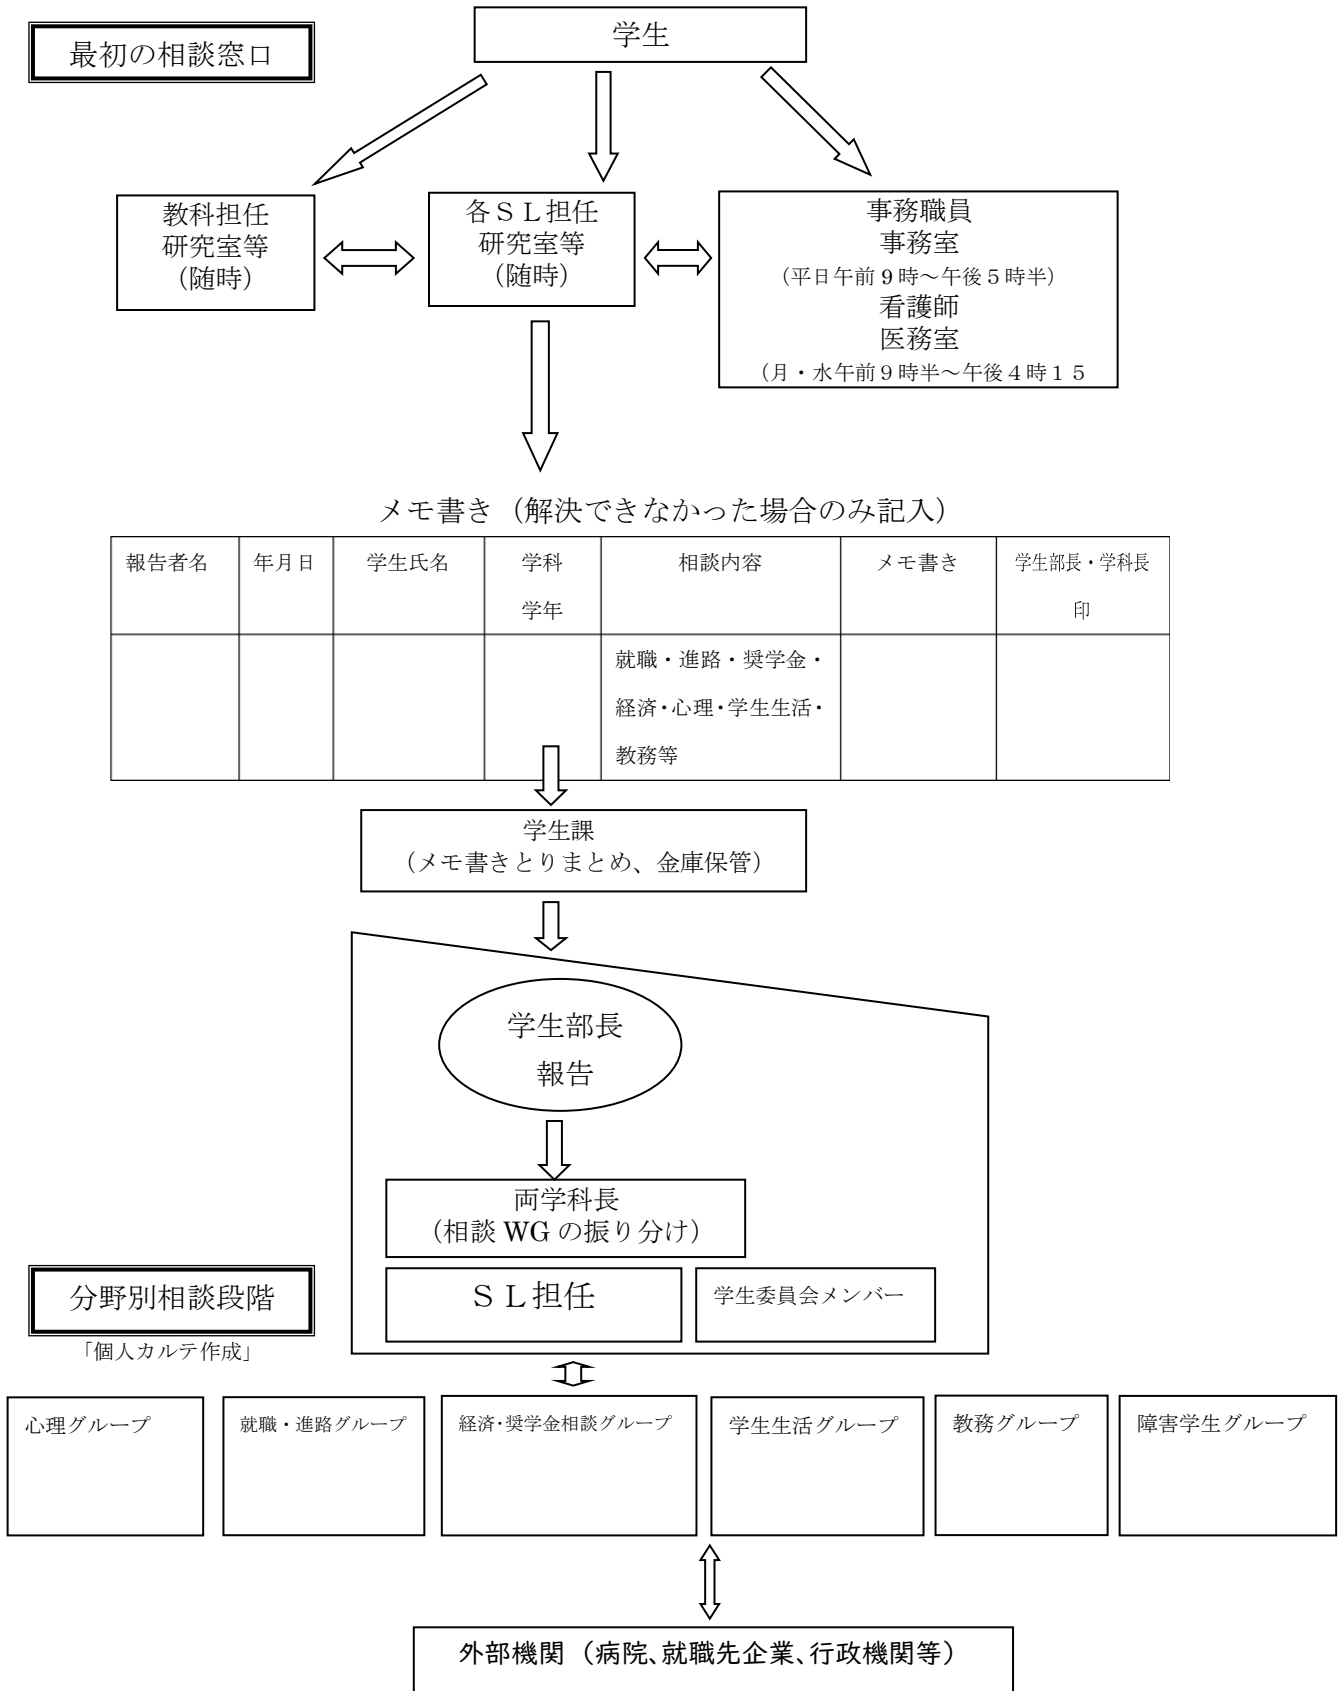 最初の相談窓口
学生
教科担任
研究室等
（随時）
各ＳＬ担任
研究室等
（随時）
事務職員
事務室
（平日午前９時～午後５時半）
看護師
医務室
（月・水午前９時半～午後４時１５
メモ書き（解決できなかった場合のみ記入）
報告者名
年月日
学生氏名
学科
学年
相談内容
メモ書き
学生部長・学科長
印
就職・進路・奨学金・
経済・心理・学生生活・
教務等
学生課
（メモ書きとりまとめ、金庫保管）
学生部長
報告
両学科長
（相談 WG の振り分け）
ＳＬ担任
学生委員会メンバー
分野別相談段階
「個人カルテ作成」
心理グループ
就職・進路グループ
経済・奨学金相談グループ
学生生活グループ
教務グループ
障害学生グループ
外部機関（病院、就職先企業、行政機関等）